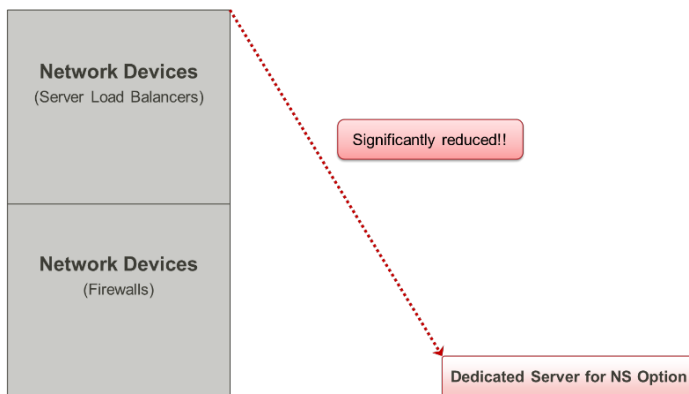 Network Devices
(Server Load Balancers)
Significantly reduced!!
Network Devices
(Firewalls)
Dedicated Server for NS Option